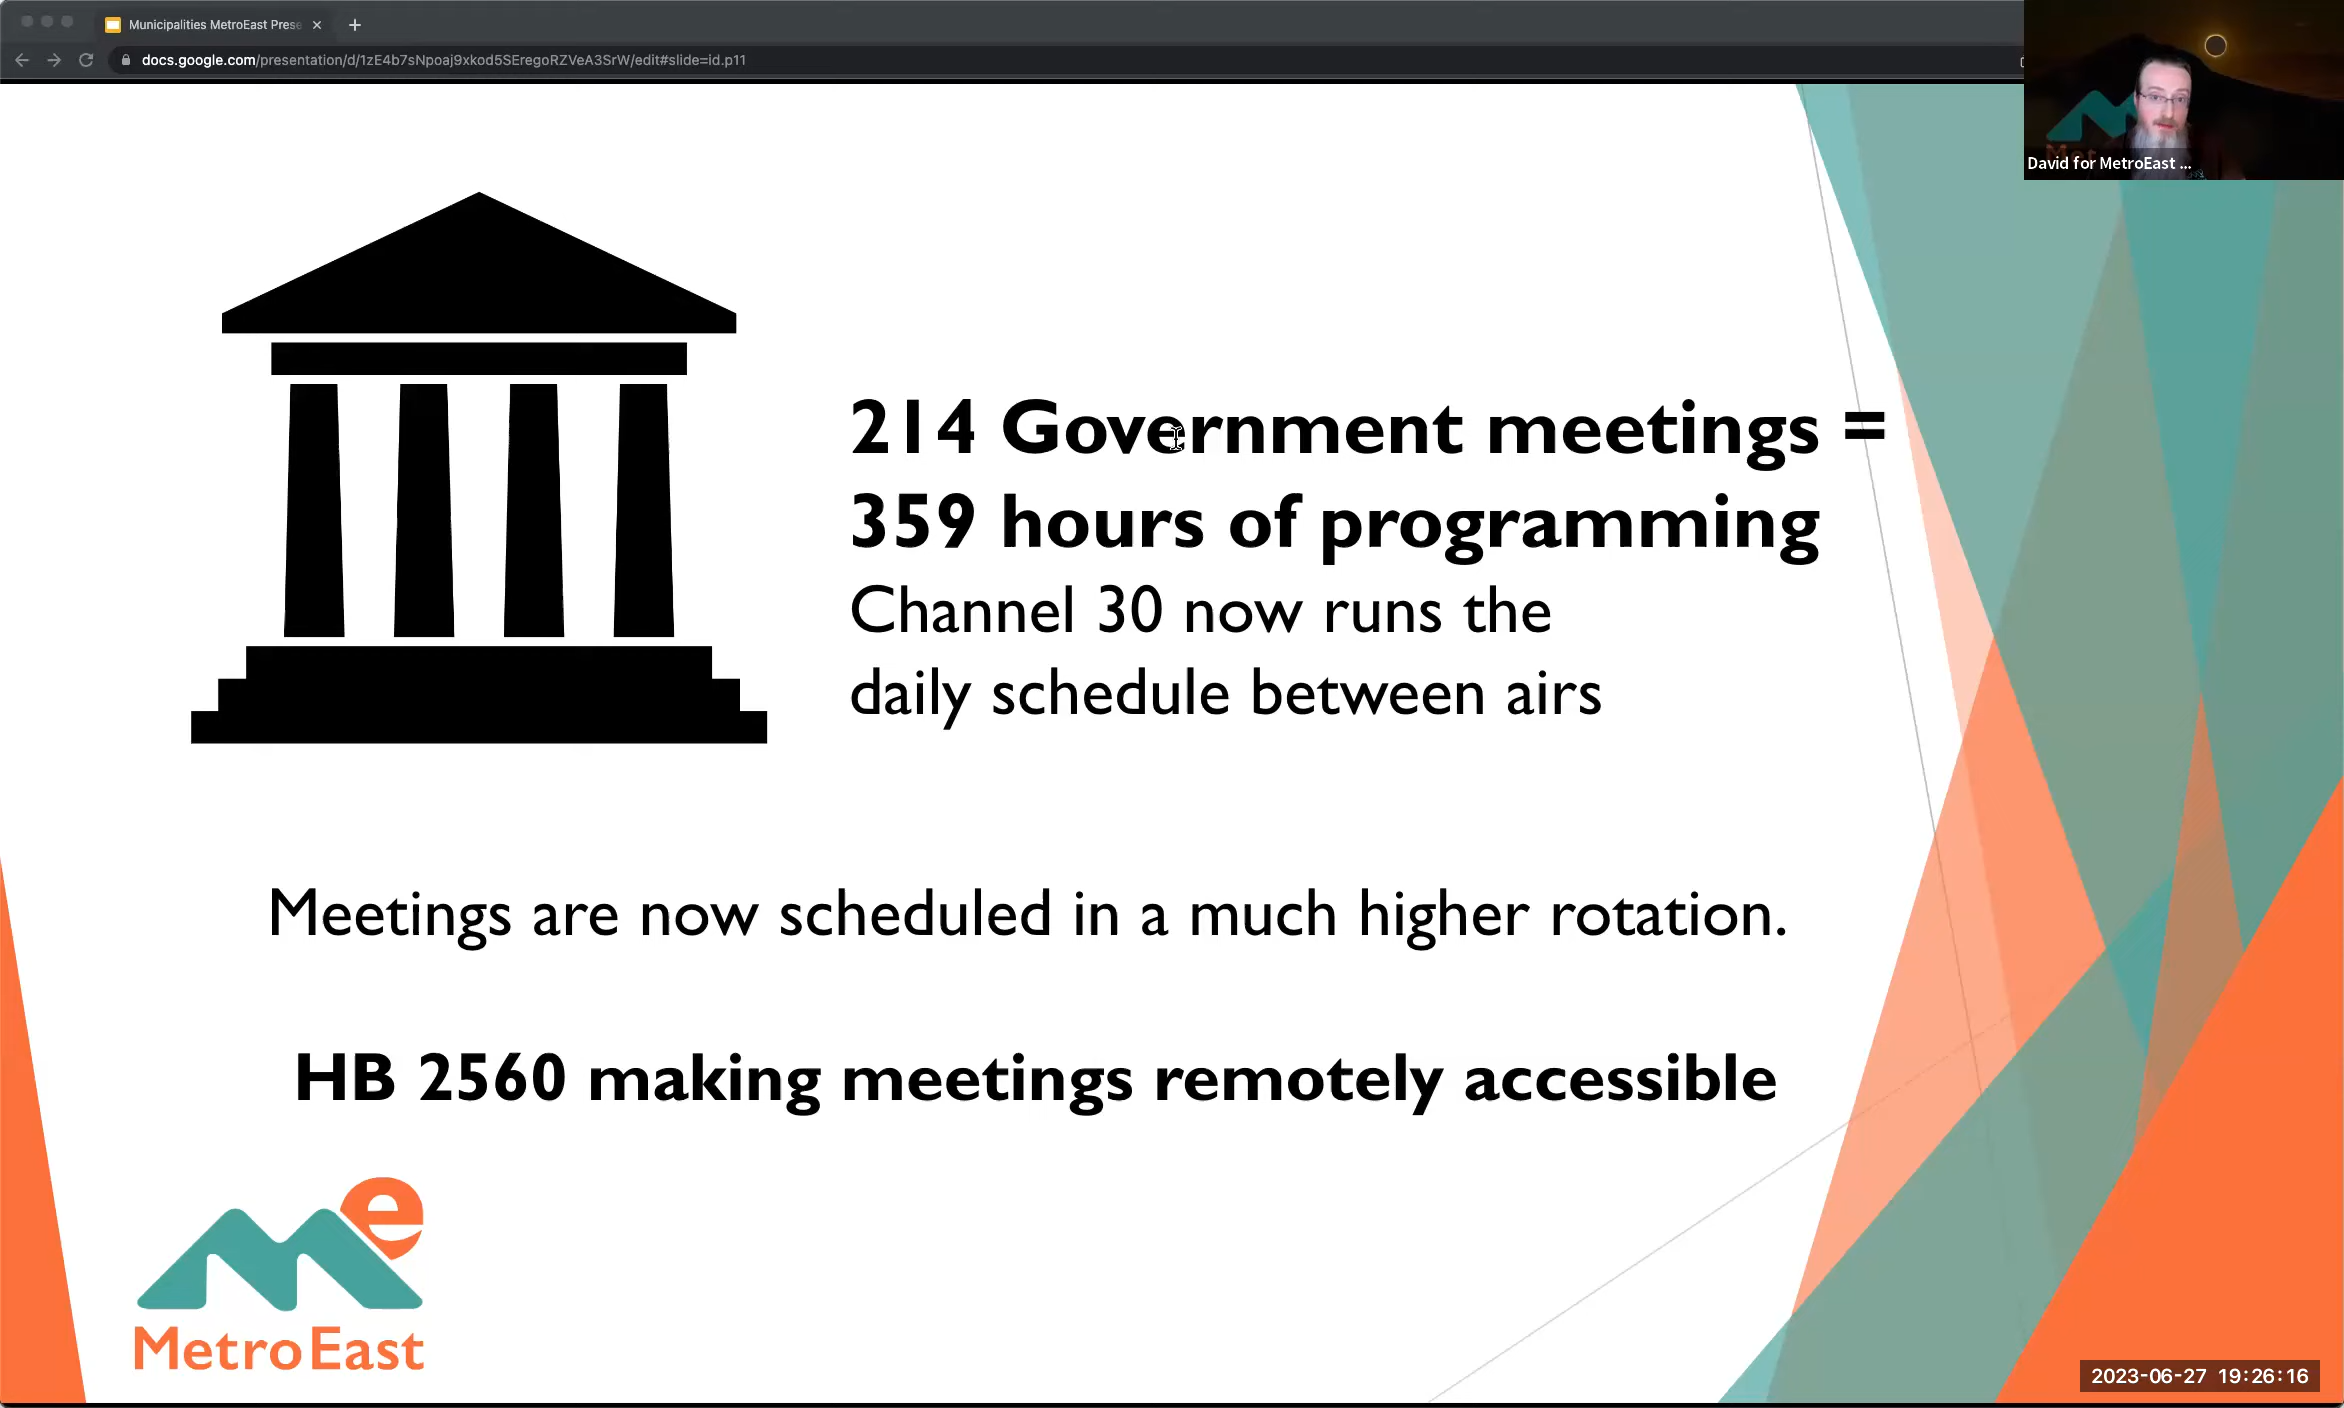 Municipalities MetroEast Prese
docs.google.com/presentation/d/1zE4b7sNpoaj9xkod5SEregoRZVeA3SrW/edit#slide=id.p11
David for MetroEast ...
214 Government meetings =
359 hours of programming
Channel 30 now runs the
daily schedule between airs
Meetings are now scheduled in a much higher rotation.
HB 2560 making meetings remotely accessible
Me
MetroEast
2023-06-27 19:26:16